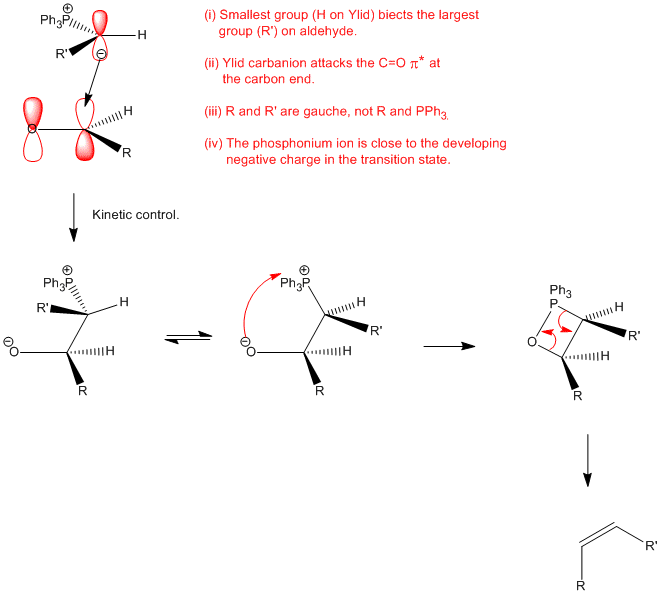 (i) Smallest group (H on Ylid) biects the largest
group (R') on aldehyde.
(ii) Ylid carbanion attacks the C=O π* at
the carbon end.
(iii) R and R' are gauche, not R and PPh3.
(iv) The phosphonium ion is close to the developing
negative charge in the transition state.
⊕
Ph3P
H
R'
⊖
H
O
R
Kinetic control.
⊕
Ph3P
R'
H
⊖
O
H
R
⊕
Ph3P
H
R'
⊖
O
H
R
Ph3
P
H
R'
O
H
R
R'
R